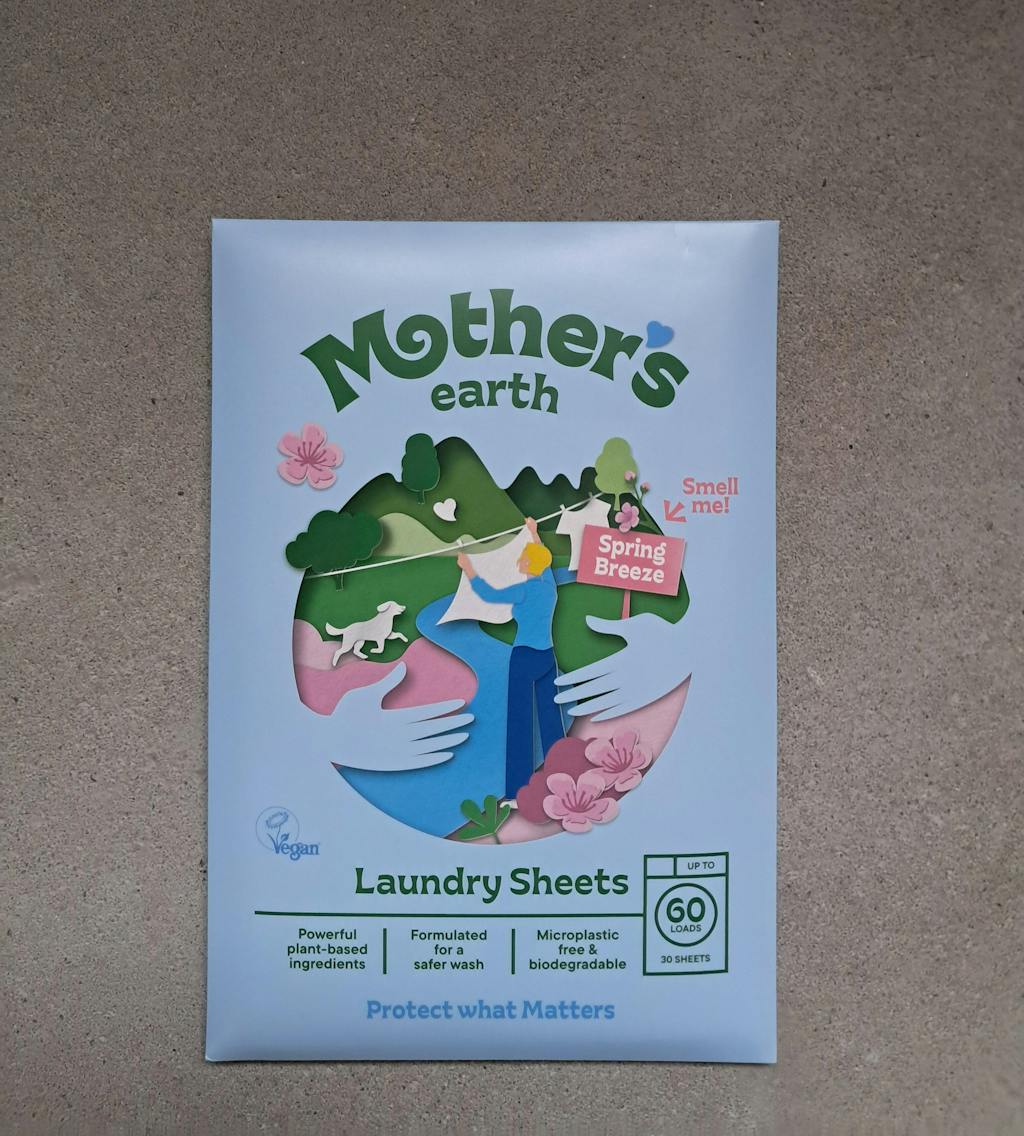 Mother's
earth
Smell
me!
Spring
Breeze
Vegan
Laundry Sheets
UP TO
60
LOADS
30 SHEETS
Powerful
plant-based
ingredients
Formulated
for a
safer wash
Microplastic
free &
biodegradable
Protect what Matters